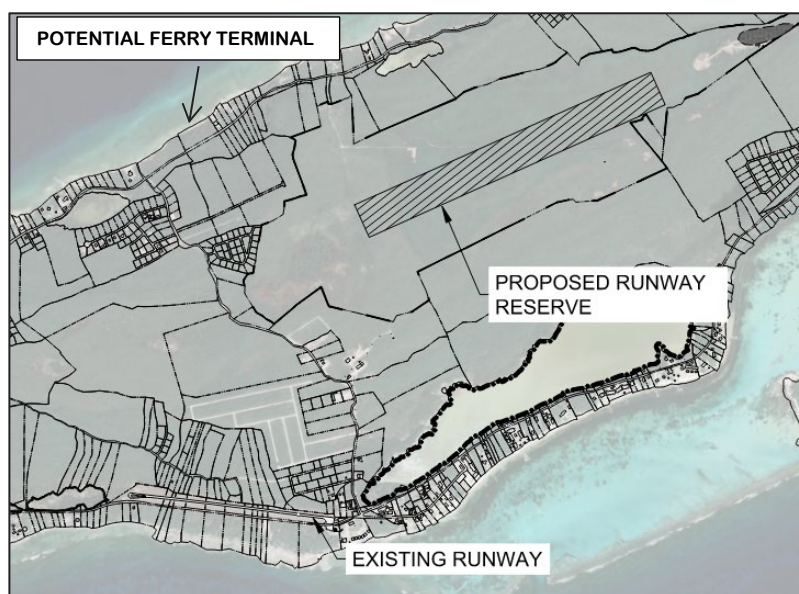 POTENTIAL FERRY TERMINAL
PROPOSED RUNWAY
RESERVE
EXISTING RUNWAY